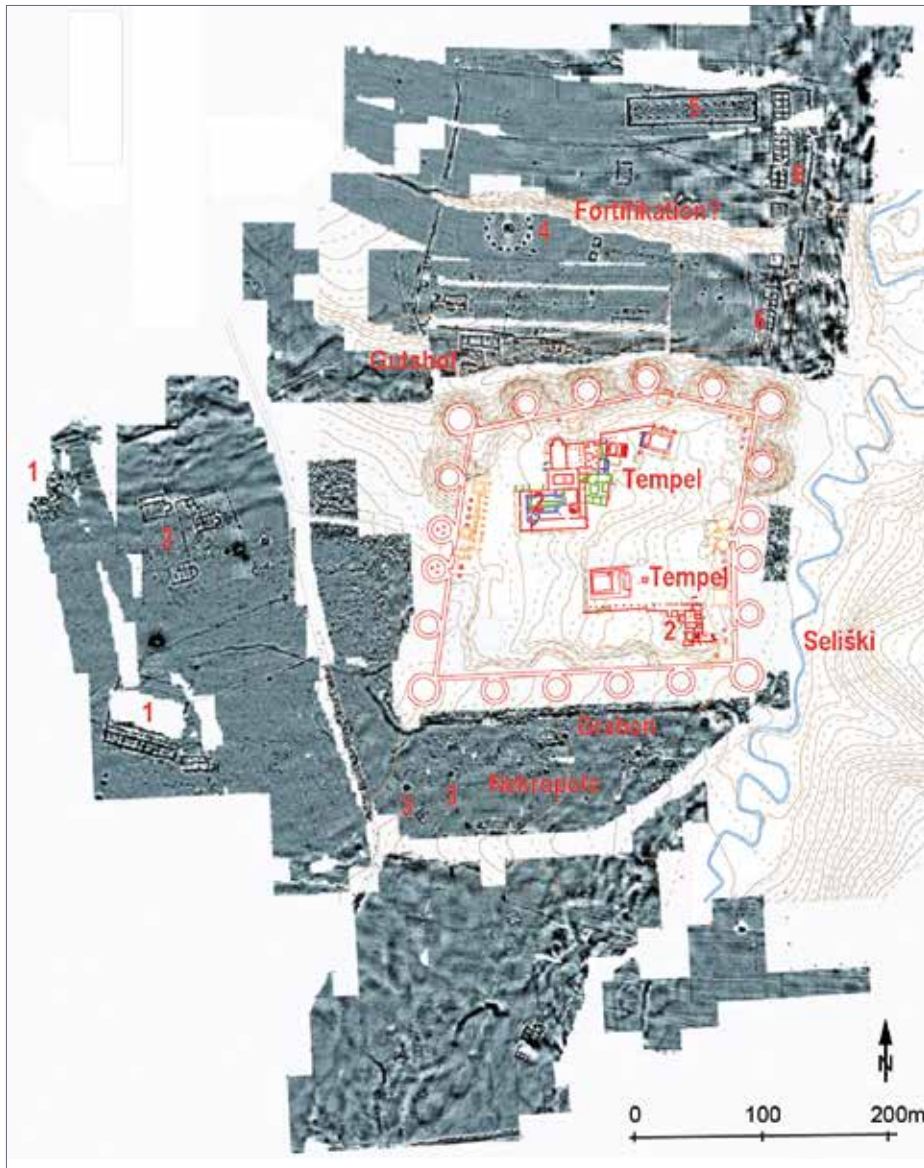 5
Fortifikation?
4
6
Gutshof
1
Tempel
2
Tempel
2
Seliški
1
Graben
Nekropole
3 3
N
0 100 200m